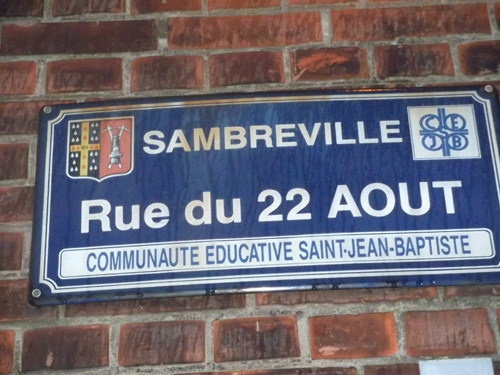 SAMBREVILLE
C E
J B
Rue du 22 AOUT
COMMUNAUTE EDUCATIVE SAINT-JEAN-BAPTISTE